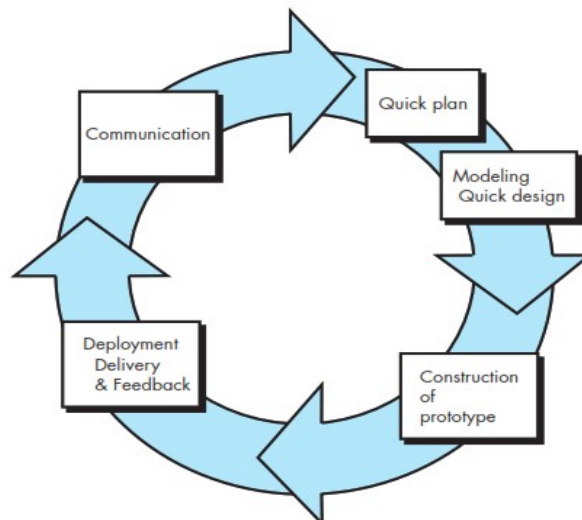 Quick plan
Communication
Modeling
Quick design
Deployment
Delivery
& Feedback
Construction
of
prototype